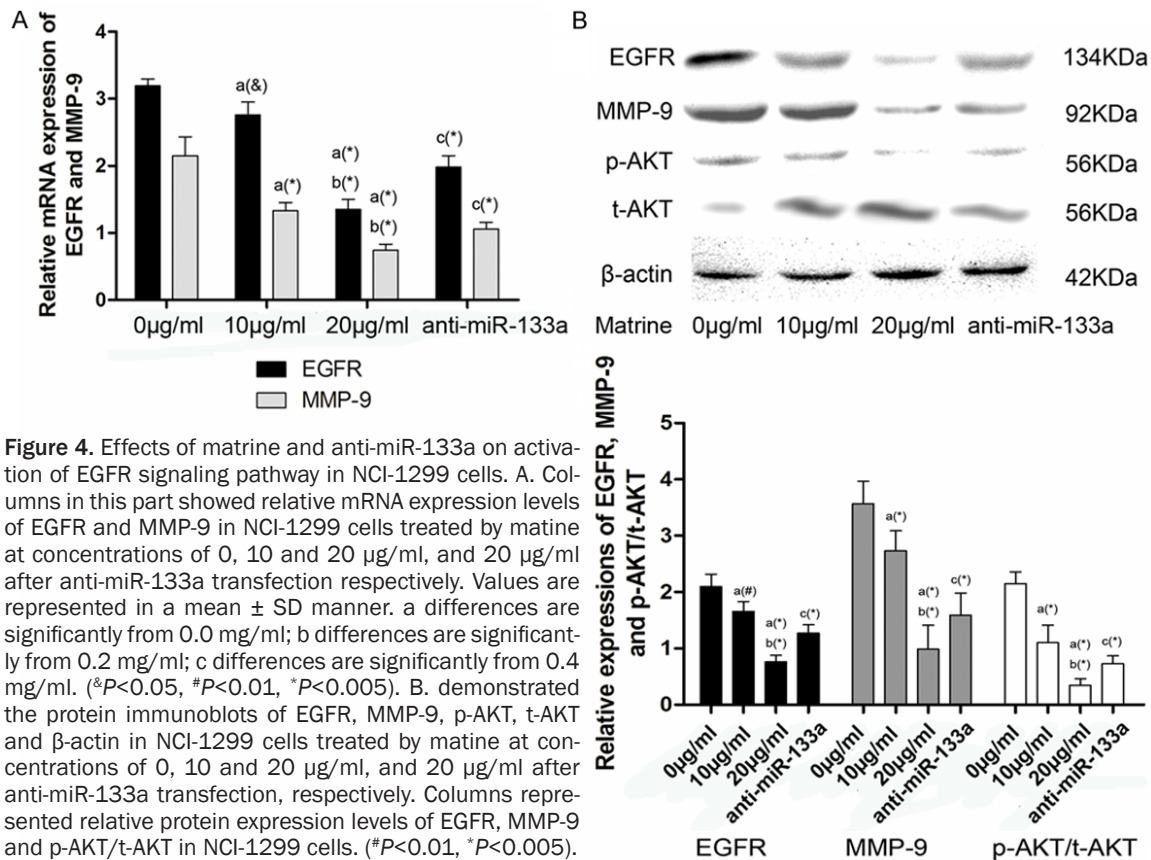 A
Relative mRNA expression of
EGFR and MMP-9
4
3
2
1
0
a(&)
a(*)
a(*)
b(*)
a(*)
b(*)
c(*)
c(*)
0µg/ml 10µg/ml 20µg/ml anti-miR-133a
EGFR
MMP-9
B
EGFR 134KDa
MMP-9 92KDa
p-AKT 56KDa
t-AKT 56KDa
β-actin 42KDa
Matrine 0µg/ml 10µg/ml 20µg/ml anti-miR-133a
Relative expressions of EGFR, MMP-9
and p-AKT/t-AKT
5
4
3
2
1
0
a(#)
a(*)
b(*)
c(*)
a(*)
a(*)
b(*)
c(*)
a(*)
a(*)
b(*)
c(*)
0µg/ml
10µg/ml
20µg/ml
anti-miR-133a
0µg/ml
10µg/ml
20µg/ml
anti-miR-133a
0µg/ml
10µg/ml
20µg/ml
anti-miR-133a
EGFR MMP-9 p-AKT/t-AKT
Figure 4. Effects of matrine and anti-miR-133a on activa-
tion of EGFR signaling pathway in NCI-1299 cells. A. Col-
umns in this part showed relative mRNA expression levels
of EGFR and MMP-9 in NCI-1299 cells treated by matine
at concentrations of 0, 10 and 20 µg/ml, and 20 µg/ml
after anti-miR-133a transfection respectively. Values are
represented in a mean ± SD manner. a differences are
significantly from 0.0 mg/ml; b differences are significant-
ly from 0.2 mg/ml; c differences are significantly from 0.4
mg/ml. (&P<0.05, #P<0.01, *P<0.005). B. demonstrated
the protein immunoblots of EGFR, MMP-9, p-AKT, t-AKT
and β-actin in NCI-1299 cells treated by matine at con-
centrations of 0, 10 and 20 µg/ml, and 20 µg/ml after
anti-miR-133a transfection, respectively. Columns repre-
sented relative protein expression levels of EGFR, MMP-9
and p-AKT/t-AKT in NCI-1299 cells. (#P<0.01, *P<0.005).